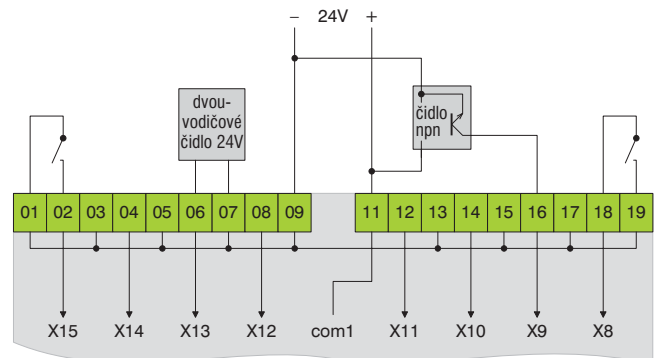 – 24V +
dvou-
vodičové
čidlo 24V
čidlo
npn
01 02 03 04 05 06 07 08 09 11 12 13 14 15 16 17 18 19
X15 X14 X13 X12 com1 X11 X10 X9 X8